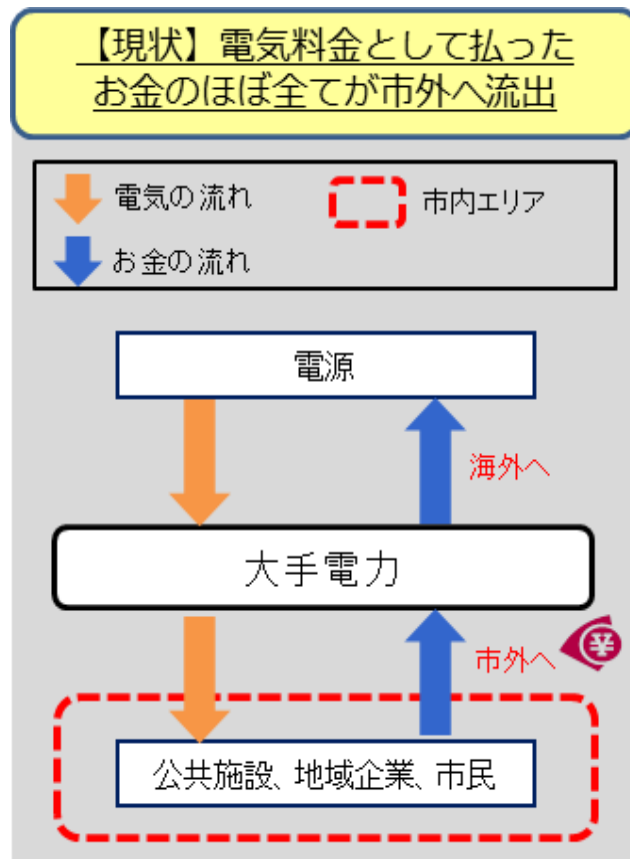 【現状】電気料金として払った
お金のほぼ全てが市外へ流出
電気の流れ
市内エリア
お金の流れ
電源
海外へ
大手電力
市外へ
¥
公共施設、地域企業、市民